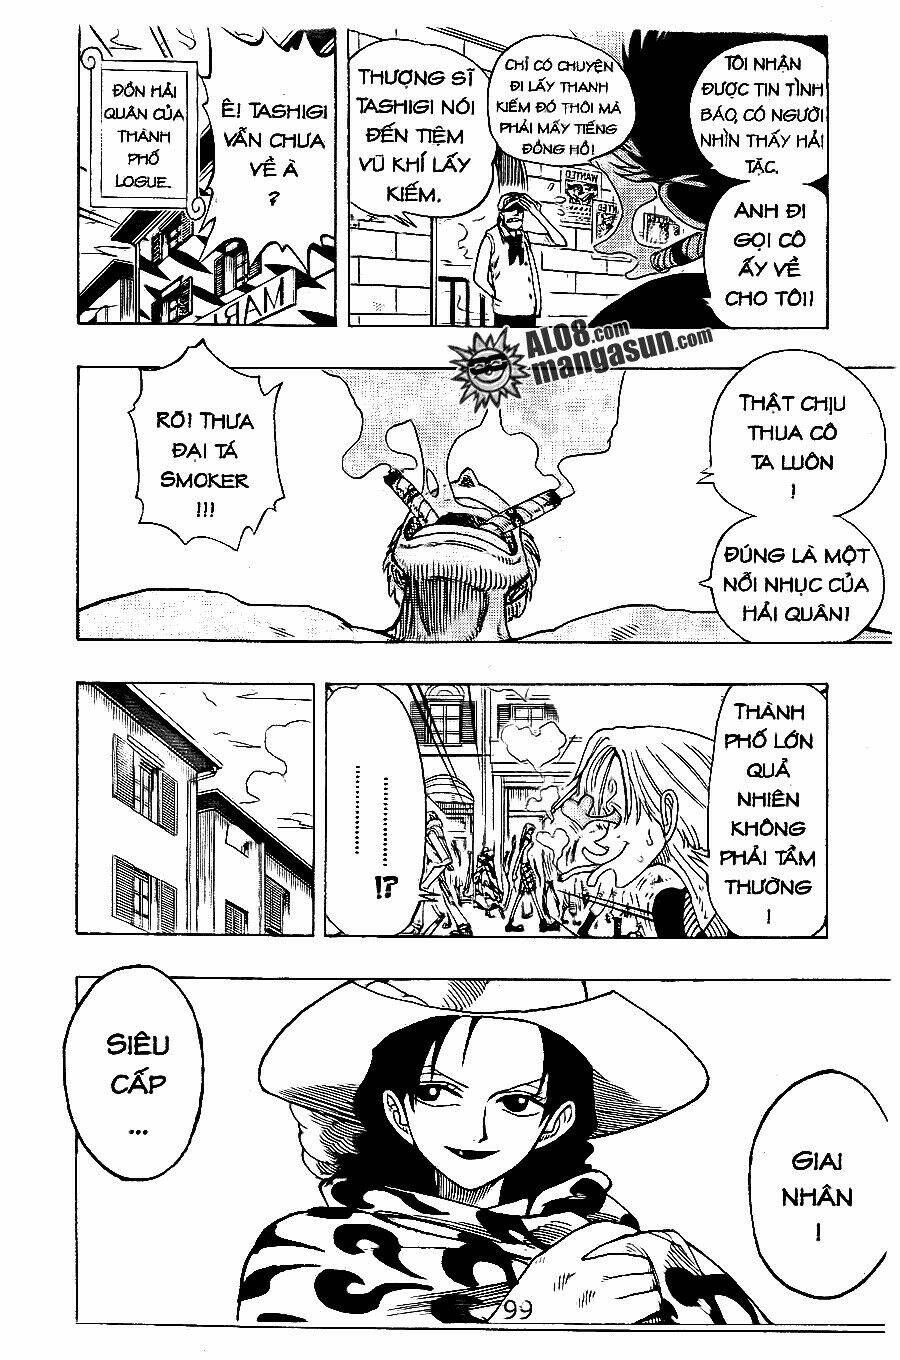 ĐỒN HẢI
QUÂN CỦA
THÀNH
PHỐ
LOGUE.
Ê! TASHIGI
VẪN CHƯA
VỀ À
?
THƯỢNG SĨ
TASHIGI NÓI
ĐẾN TIỆM
VŨ KHÍ LẤY
KIẾM.
CHỈ CÓ CHUYỆN
ĐI LẤY THANH
KIẾM ĐÓ THÔI MÀ
PHẢI MẤY TIẾNG
ĐỒNG HỒ!
TÔI NHẬN
ĐƯỢC TIN TÌNH
BÁO, CÓ NGƯỜI
NHÌN THẤY HẢI
TẶC.
ANH ĐI
GỌI CÔ
ẤY VỀ
CHO TÔI!
WANTED
MARI
AL08.com
mangasun.com
RÕ! THƯA
ĐẠI TÁ
SMOKER
!!!
THẬT CHỊU
THUA CÔ
TA LUÔN
!
ĐÚNG LÀ MỘT
NỖI NHỤC CỦA
HẢI QUÂN!
............
............
!?
THÀNH
PHỐ LỚN
QUẢ
NHIÊN
KHÔNG
PHẢI TẦM
THƯỜNG
!
SIÊU
CẤP
...
GIAI
NHÂN
!
99